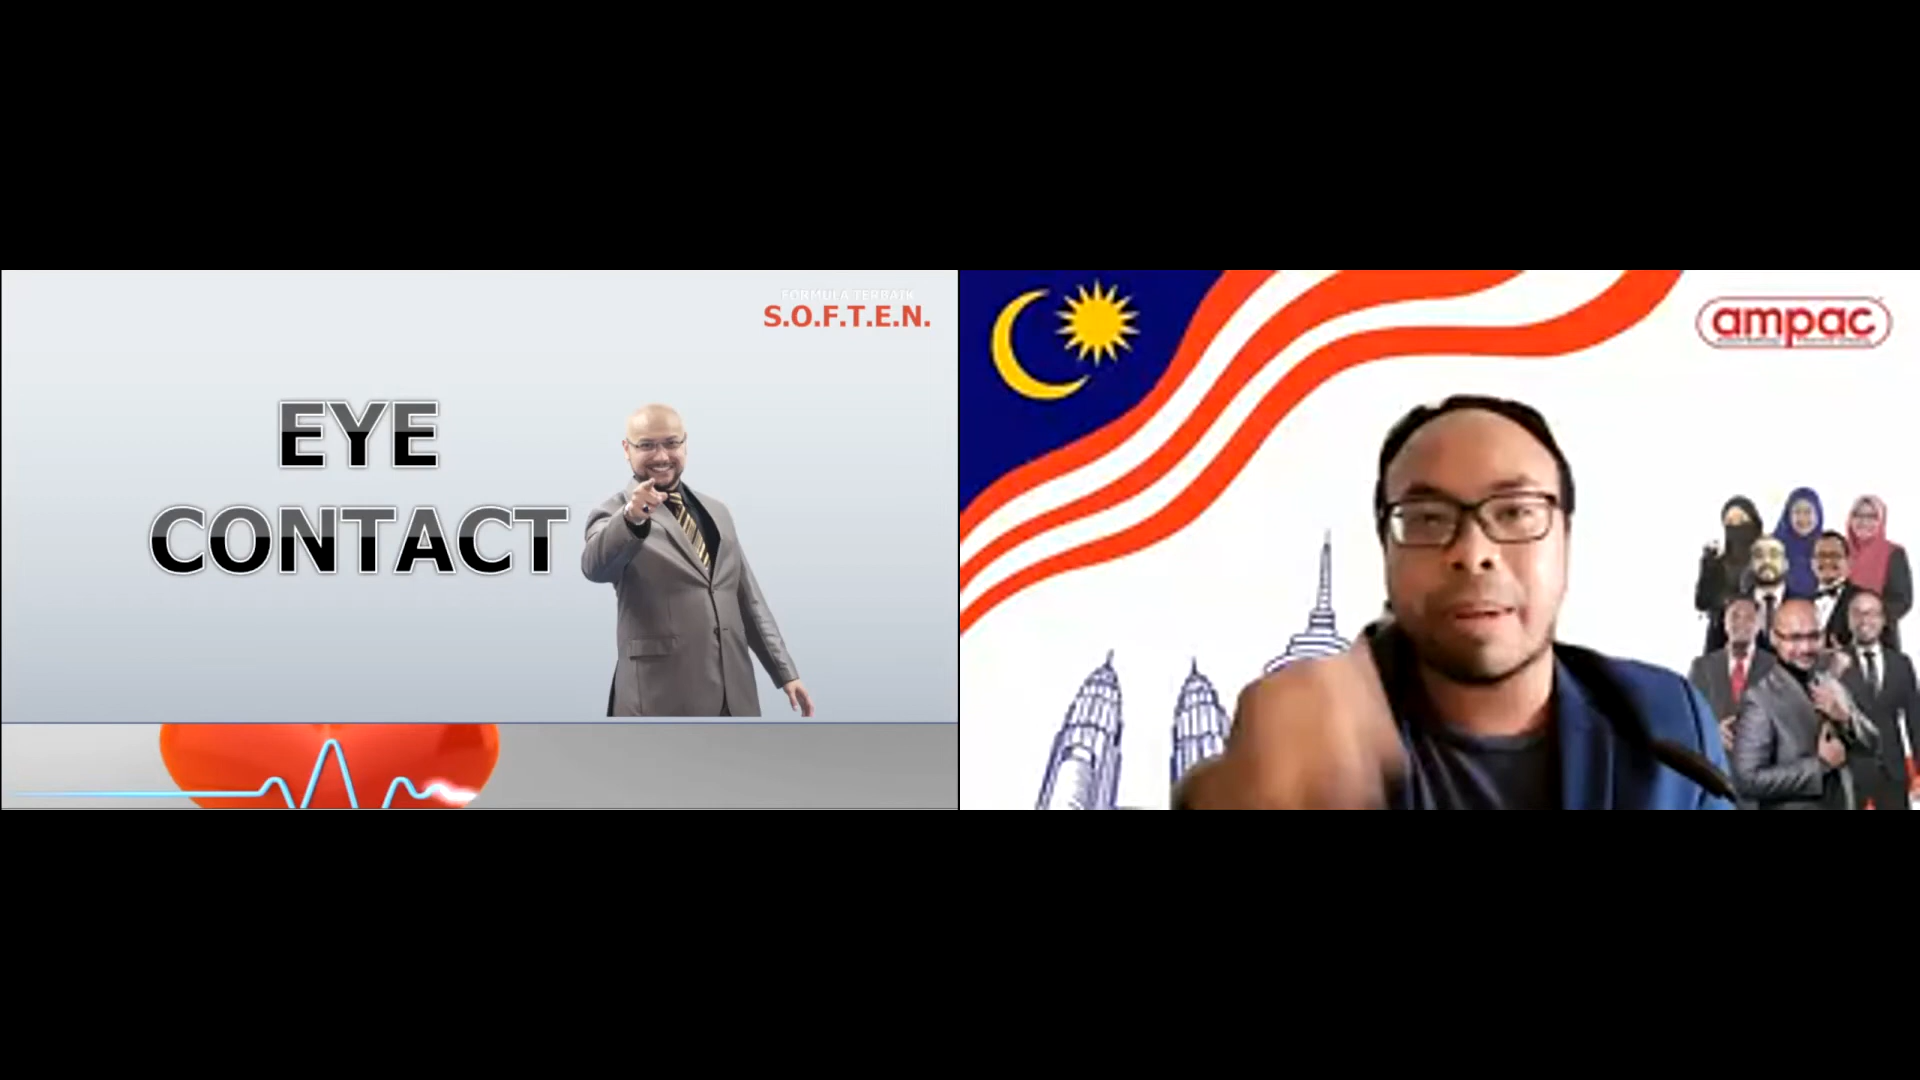 FORMULA TERBAIK
S.O.F.T.E.N.
EYE
CONTACT
ampac